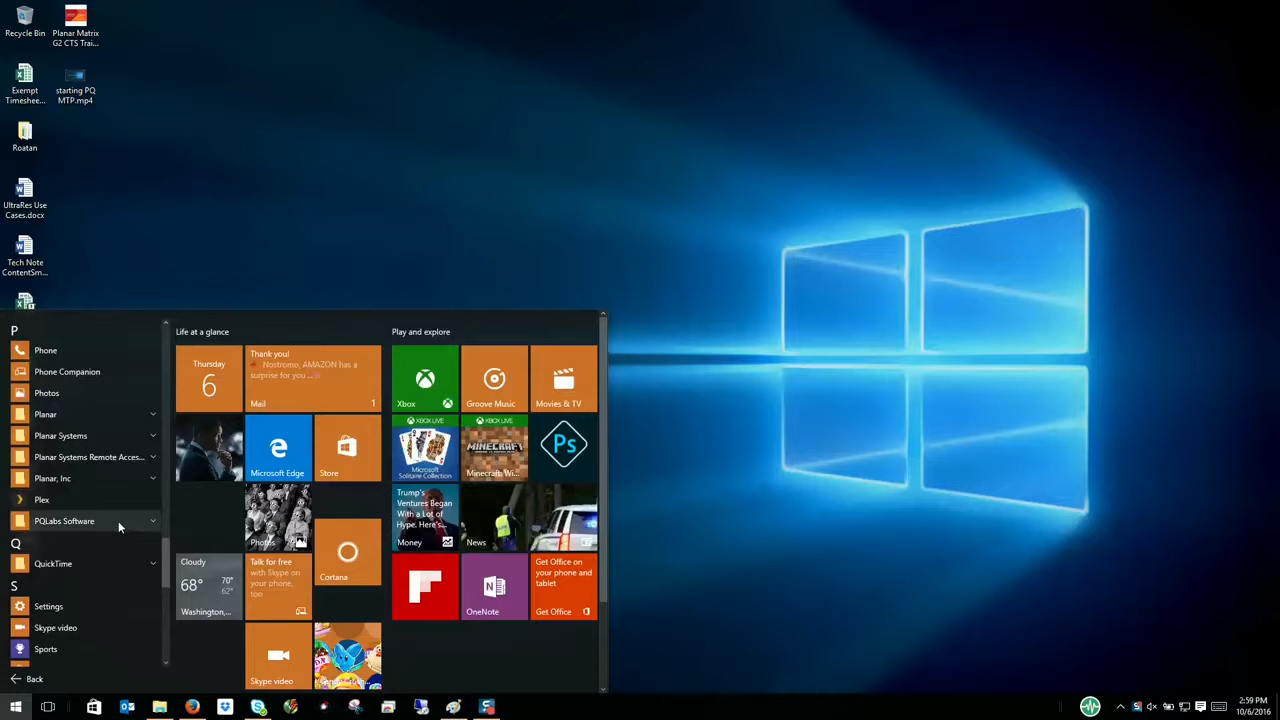 Recycle Bin
Planar Matrix
G2 CTS Trai...
Exempt
Timeshee...
starting PQ
MTP.mp4
Roatan
UltraRes Use
Cases.docx
Tech Note
ContentSm...
P
Phone
Phone Companion
Photos
Planar
Planar Systems
Planar Systems Remote Acces...
Planar, Inc
Plex
PQLabs Software
Q
QuickTime
S
Settings
Skype video
Sports
Back
Life at a glance
Thursday
6
Thank you!
Nostromo, AMAZON has a
surprise for you ...
Mail
1
Microsoft Edge
Store
Photos
Cloudy
68°
70°
62°
Washington,...
Talk for free
with Skype on
your phone,
too
Cortana
Skype video
Play and explore
Xbox
Groove Music
Movies & TV
XBOX LIVE
Microsoft
Solitaire Collection
XBOX LIVE
MINECRAFT
Minecraft: Wi...
Ps
Trump's
Ventures Began
With a Lot of
Hype. Here's...
Money
News
OneNote
Get Office on
your phone and
tablet
Get Office
2:59 PM
10/6/2016